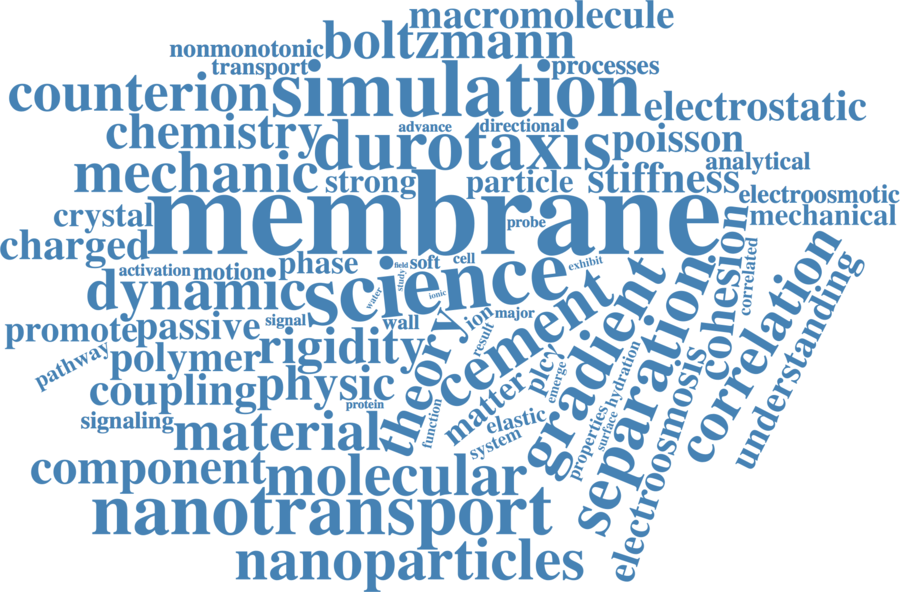 macromolecule
nonmonotonic
boltzmann
transport
processes
counterion
simulation
electrostatic
chemistry
advance
directional
durotaxis
poisson
analytical
mechanic
strong
particle
stiffness
electroosmotic
crystal
membrane
probe
mechanical
charged
activation
motion
phase
field
soft
cell
exhibit
cohesion
correlated
dynamic
science
study
water
ionic
promote
passive
signal
wall
ion
major
cement
gradient
separation
correlation
understanding
pathway
polymer
rigidity
theory
result
plcγ
emerge
hydration
coupling
physic
protein
matter
signaling
material
function
elastic
system
properties
surface
electroosmosis
component
molecular
nanotransport
nanoparticles